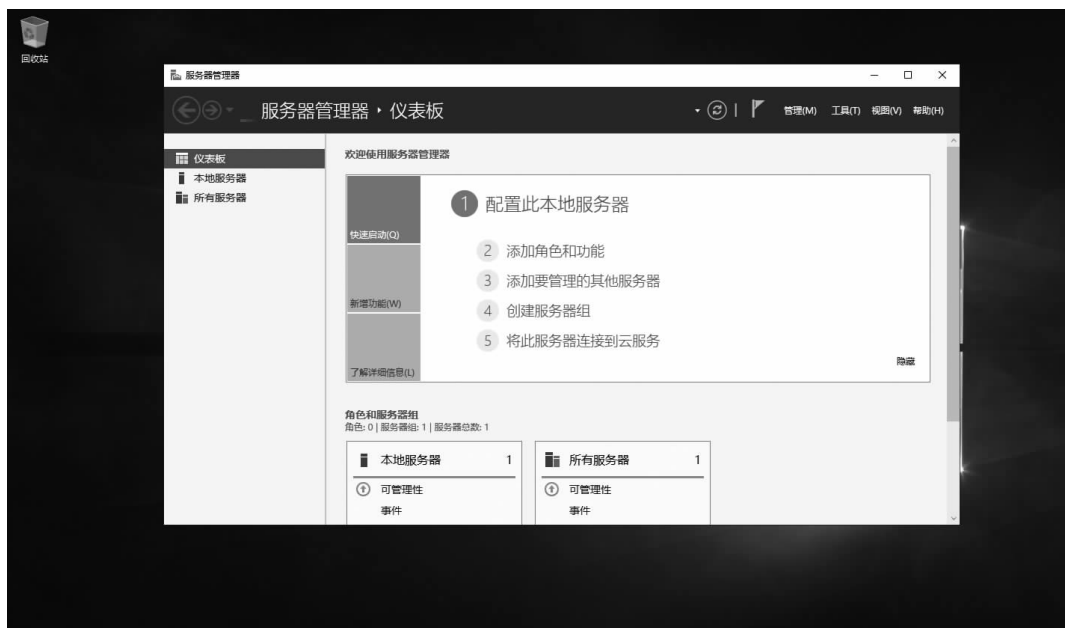 回收站
服务器管理器
服务器管理器 ‣ 仪表板
管理(M) 工具(T) 视图(V) 帮助(H)
仪表板
本地服务器
所有服务器
欢迎使用服务器管理器
快速启动(Q)
新增功能(W)
了解详细信息(L)
1 配置此本地服务器
2 添加角色和功能
3 添加要管理的其他服务器
4 创建服务器组
5 将此服务器连接到云服务
隐藏
角色和服务器组
角色: 0 | 服务器组: 1 | 服务器总数: 1
本地服务器 1
可管理性
事件
所有服务器 1
可管理性
事件